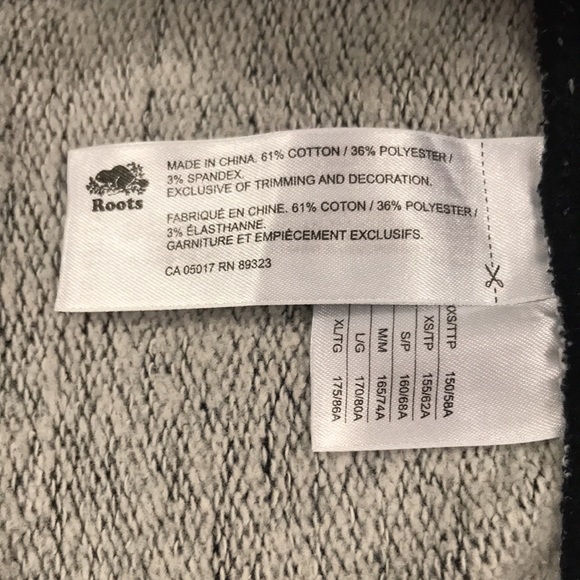 Roots
MADE IN CHINA. 61% COTTON / 36% POLYESTER /
3% SPANDEX.
EXCLUSIVE OF TRIMMING AND DECORATION.
FABRIQUÉ EN CHINE. 61% COTON / 36% POLYESTER /
3% ÉLASTHANNE.
GARNITURE ET EMPIÈCEMENT EXCLUSIFS.
CA 05017 RN 89323
XXS/TTP 150/58A
XS/TP 155/62A
S/P 160/68A
M/M 165/74A
L/G 170/80A
XL/TG 175/86A